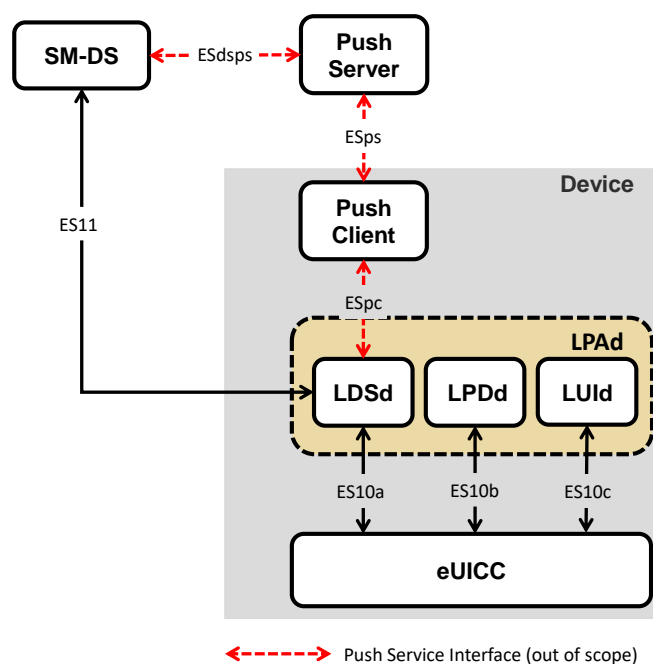 SM-DS
ESdsps
Push
Server
ESps
Device
Push
Client
ES11
ESpc
LPAd
LDSd
LPDd
LUId
ES10a
ES10b
ES10c
eUICC
Push Service Interface (out of scope)